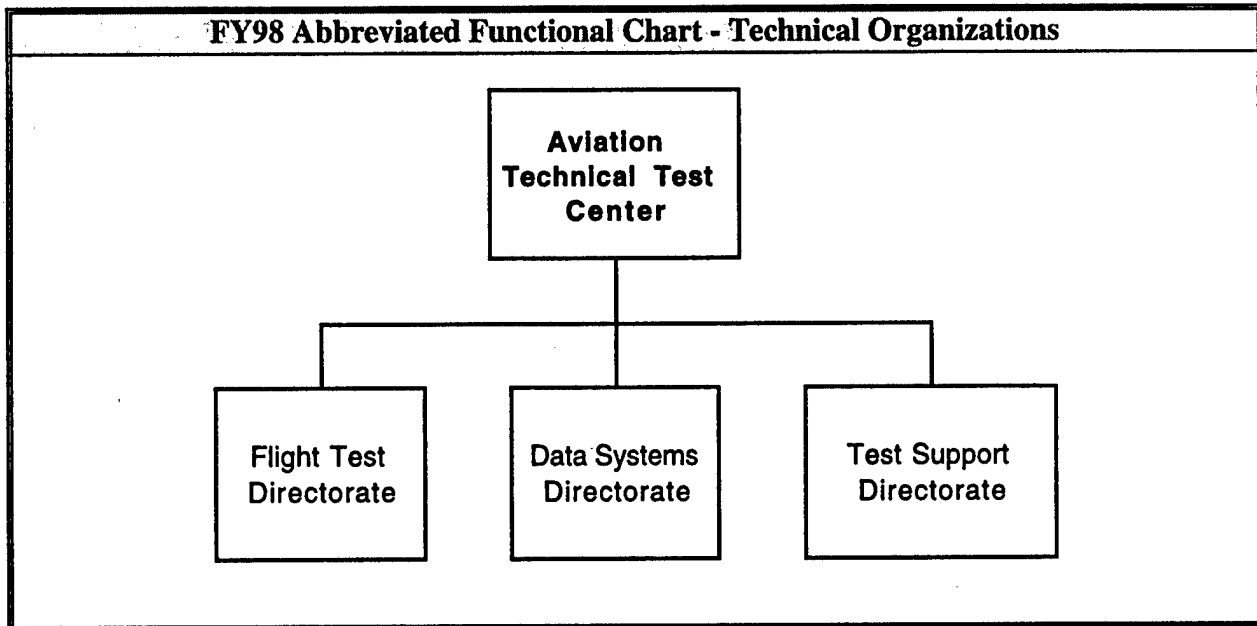 FY98 Abbreviated Functional Chart - Technical Organizations
Aviation
Technical Test
Center
Flight Test
Directorate
Data Systems
Directorate
Test Support
Directorate